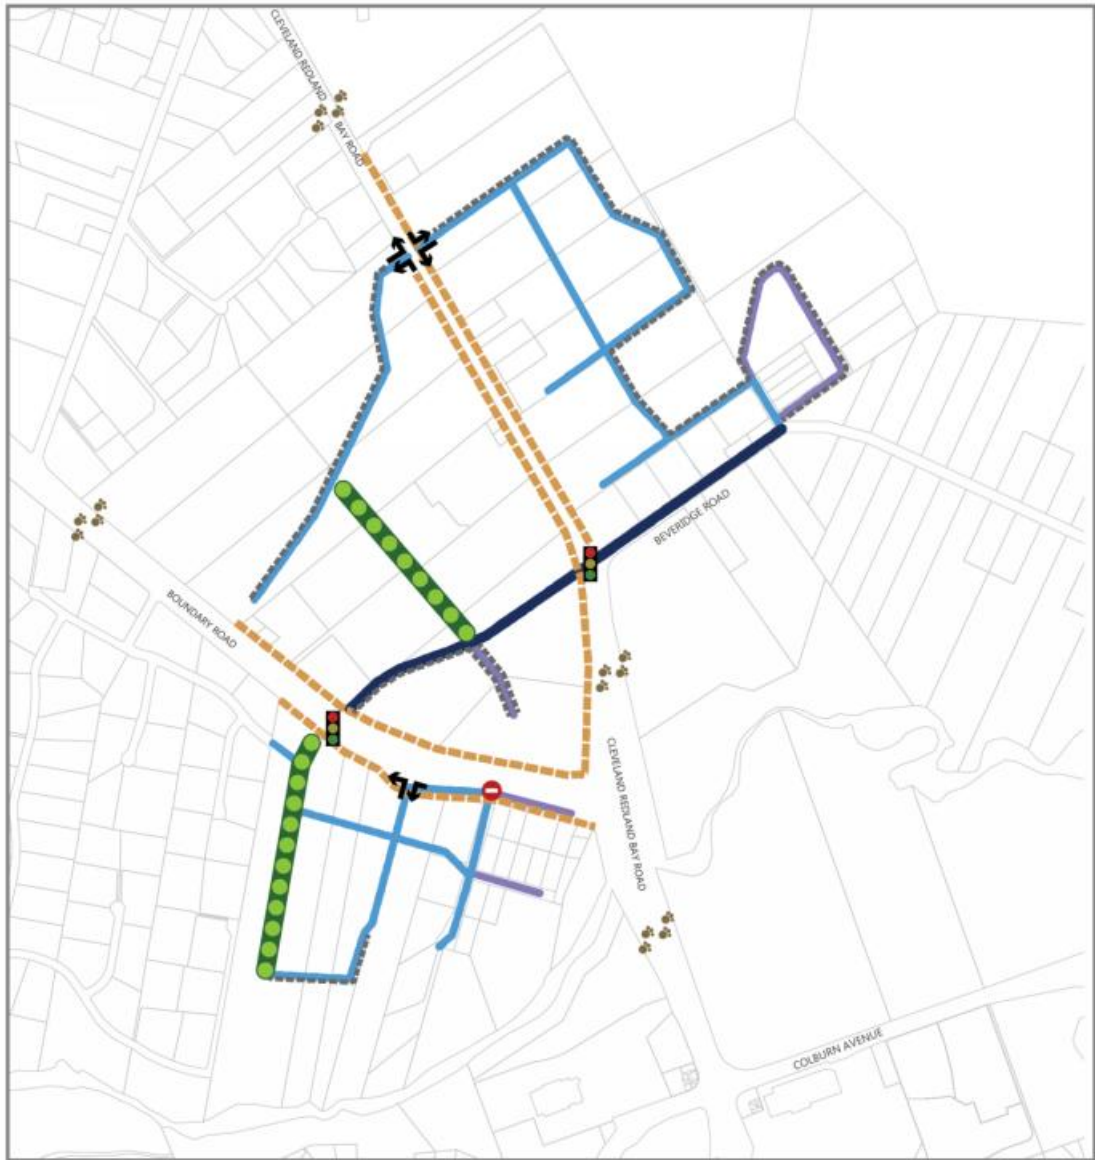 CLEVELAND REDLAND
BAY ROAD
BEVERIDGE ROAD
BOUNDARY ROAD
CLEVELAND REDLAND BAY ROAD
COLBURN AVENUE